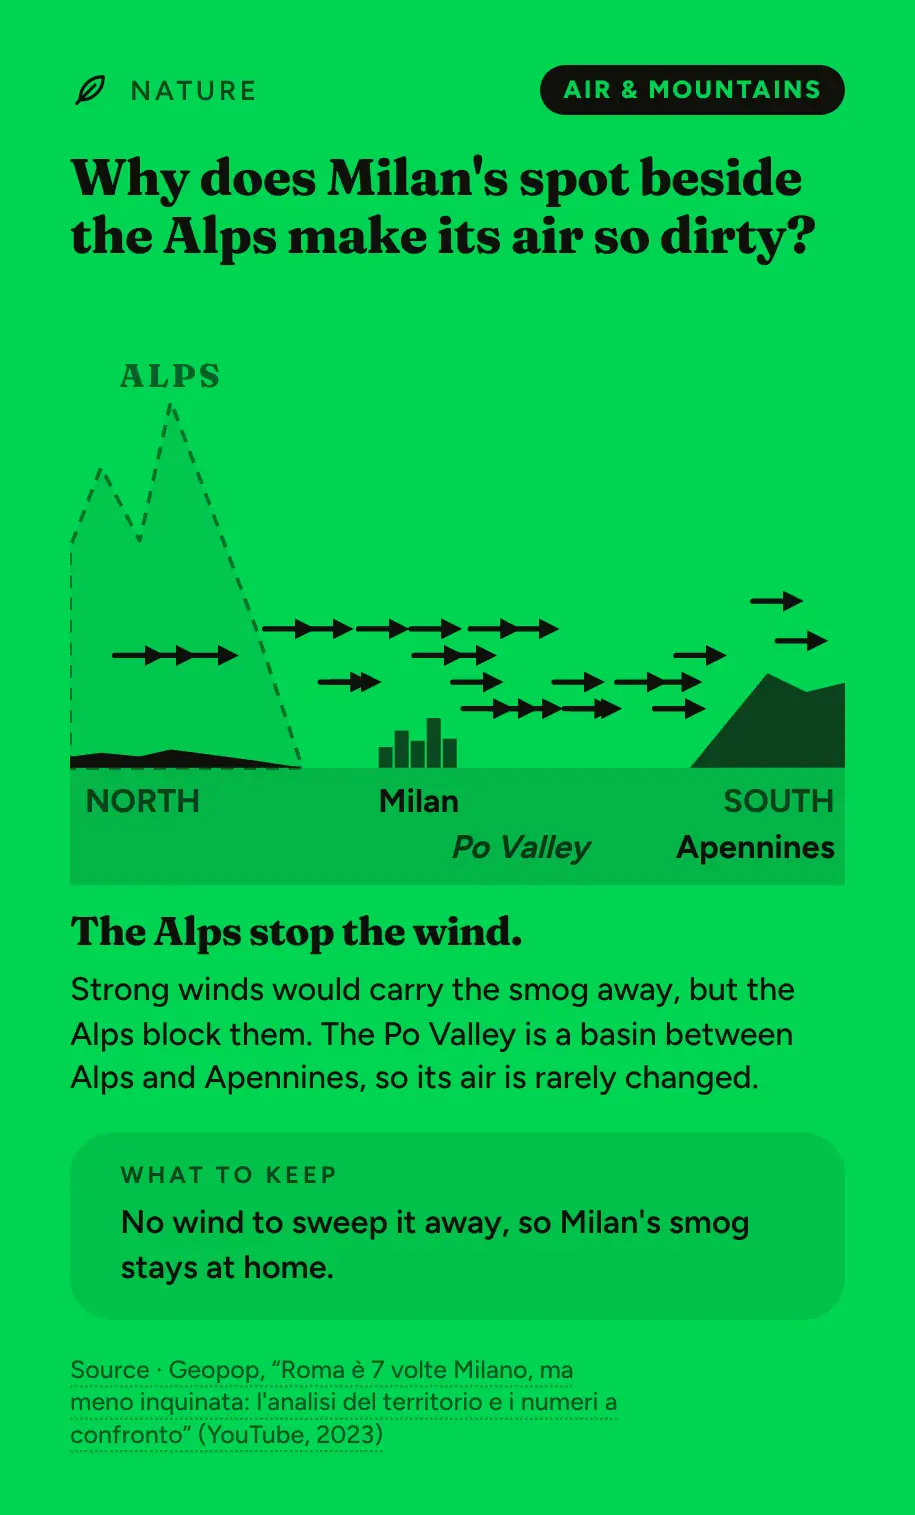 NATURE
AIR & MOUNTAINS
Why does Milan's spot beside
the Alps make its air so dirty?
ALPS
NORTH
Milan
SOUTH
Po Valley
Apennines
The Alps stop the wind.
Strong winds would carry the smog away, but the
Alps block them. The Po Valley is a basin between
Alps and Apennines, so its air is rarely changed.
WHAT TO KEEP
No wind to sweep it away, so Milan's smog
stays at home.
Source · Geopop, “Roma è 7 volte Milano, ma
meno inquinata: l'analisi del territorio e i numeri a
confronto” (YouTube, 2023)